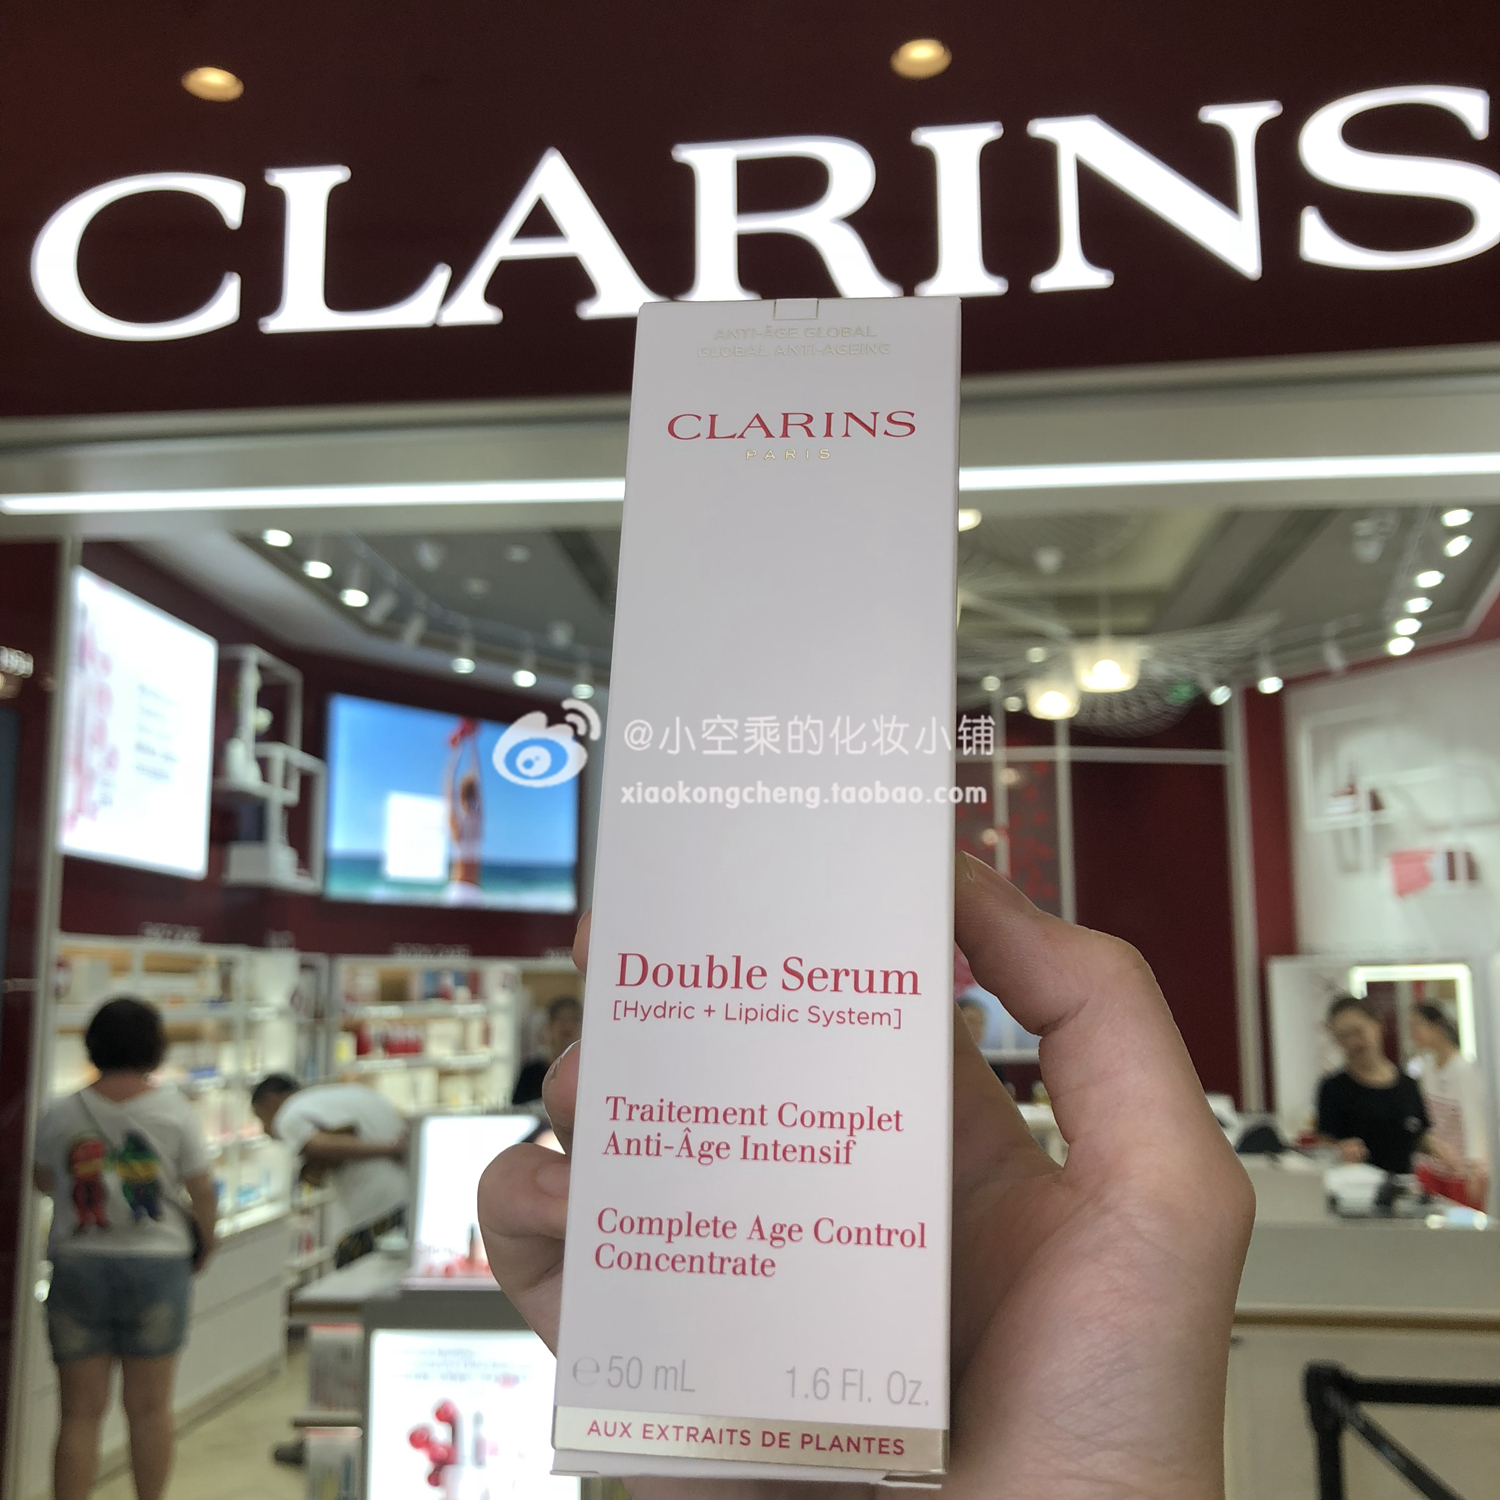 CLARINS
ANTI-ÂGE GLOBAL
GLOBAL ANTI-AGEING
CLARINS
PARIS
@小空乘的化妆小铺
xiaokongcheng.taobao.com
Double Serum
[Hydric + Lipidic System]
Traitement Complet
Anti-Âge Intensif
Complete Age Control
Concentrate
℮50 mL 1.6 Fl. Oz.
AUX EXTRAITS DE PLANTES